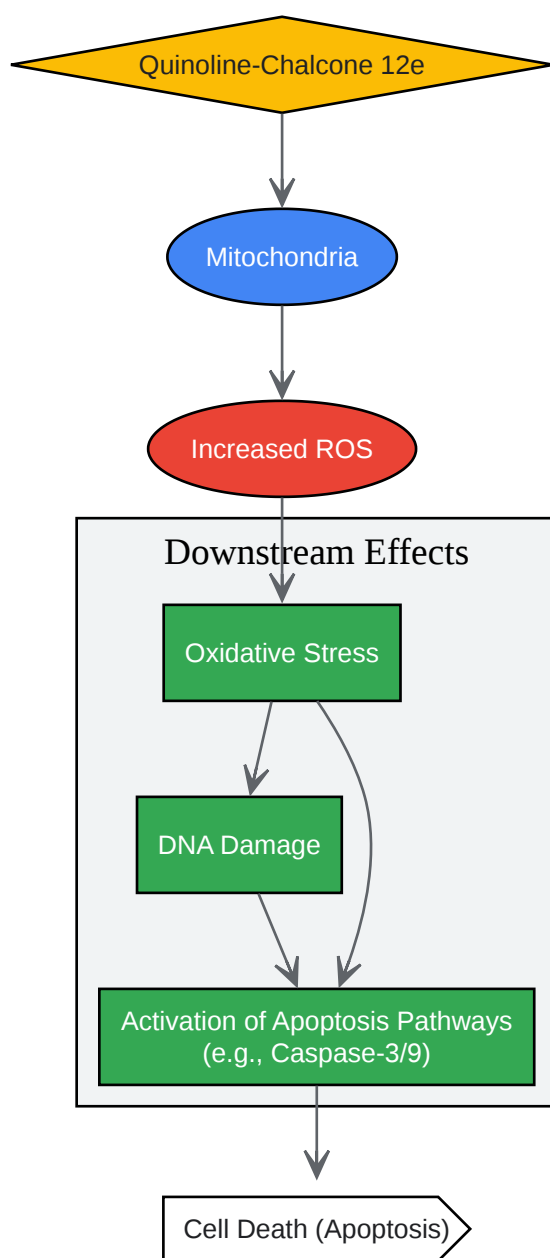 Quinoline-Chalcone 12e
Mitochondria
Increased ROS
Downstream Effects
Oxidative Stress
DNA Damage
Activation of Apoptosis Pathways
(e.g., Caspase-3/9)
Cell Death (Apoptosis)